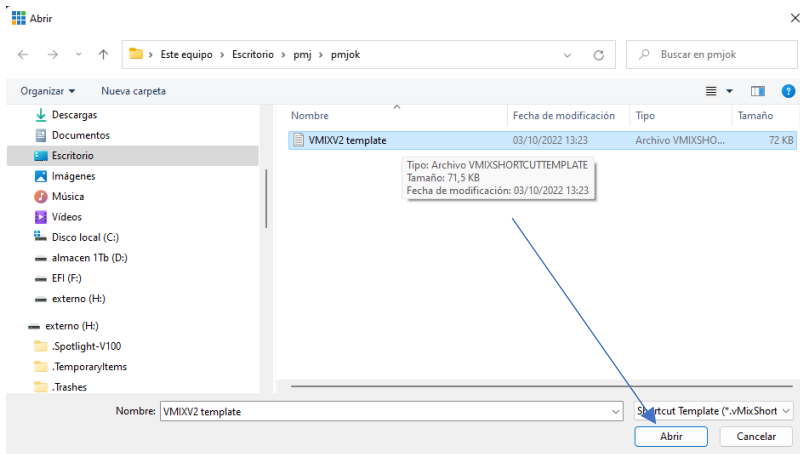 Abrir
Este equipo > Escritorio > pmj > pmjok
Buscar en pmjok
Organizar
Nueva carpeta
Descargas
Documentos
Escritorio
Imágenes
Música
Vídeos
Disco local (C:)
almacen 1Tb (D:)
EFI (F:)
externo (H:)
externo (H:)
.Spotlight-V100
.TemporaryItems
.Trashes
Nombre
Fecha de modificación
Tipo
Tamaño
VMIXV2 template
03/10/2022 13:23
Archivo VMIXSHO...
72 KB
Tipo: Archivo VMIXSHORTCUTTEMPLATE
Tamaño: 71,5 KB
Fecha de modificación: 03/10/2022 13:23
Nombre:
VMIXV2 template
Shortcut Template (*.vMixShort
Abrir
Cancelar